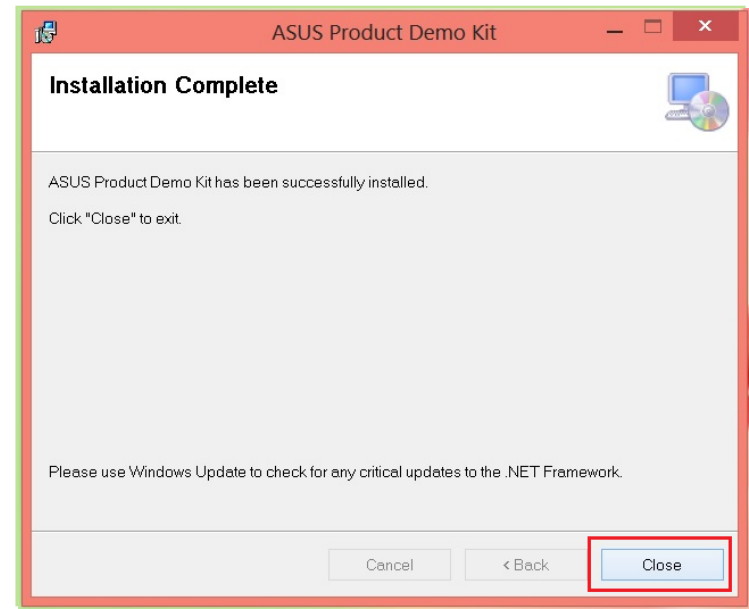 ASUS Product Demo Kit
Installation Complete
ASUS Product Demo Kit has been successfully installed.
Click "Close" to exit.
Please use Windows Update to check for any critical updates to the .NET Framework.
Cancel
< Back
Close